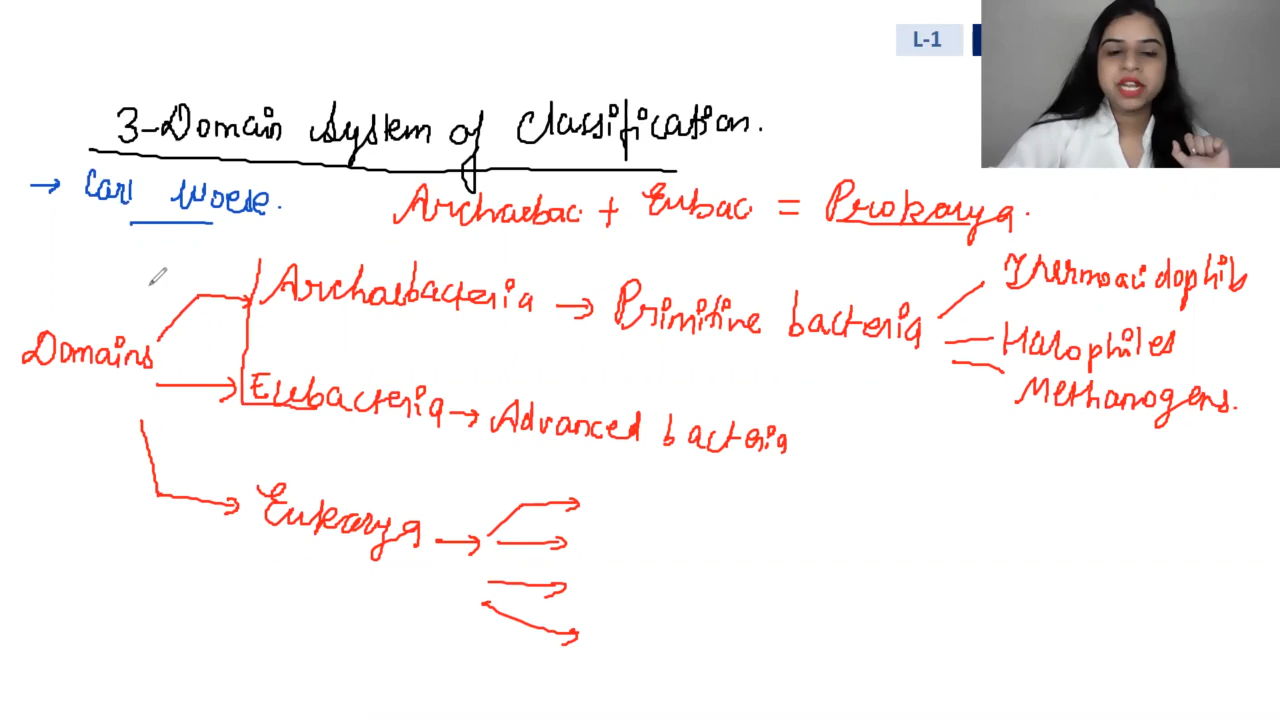 L-1
3-Domain System of Classification.
→ Carl Woese.
Archaebac + Eubac = Prokarya.
Domains
Archaebacteria → Primitive bacteria
Thermoacidophils
Halophiles
Methanogens.
Eubacteria → Advanced bacteria
Eukarya →